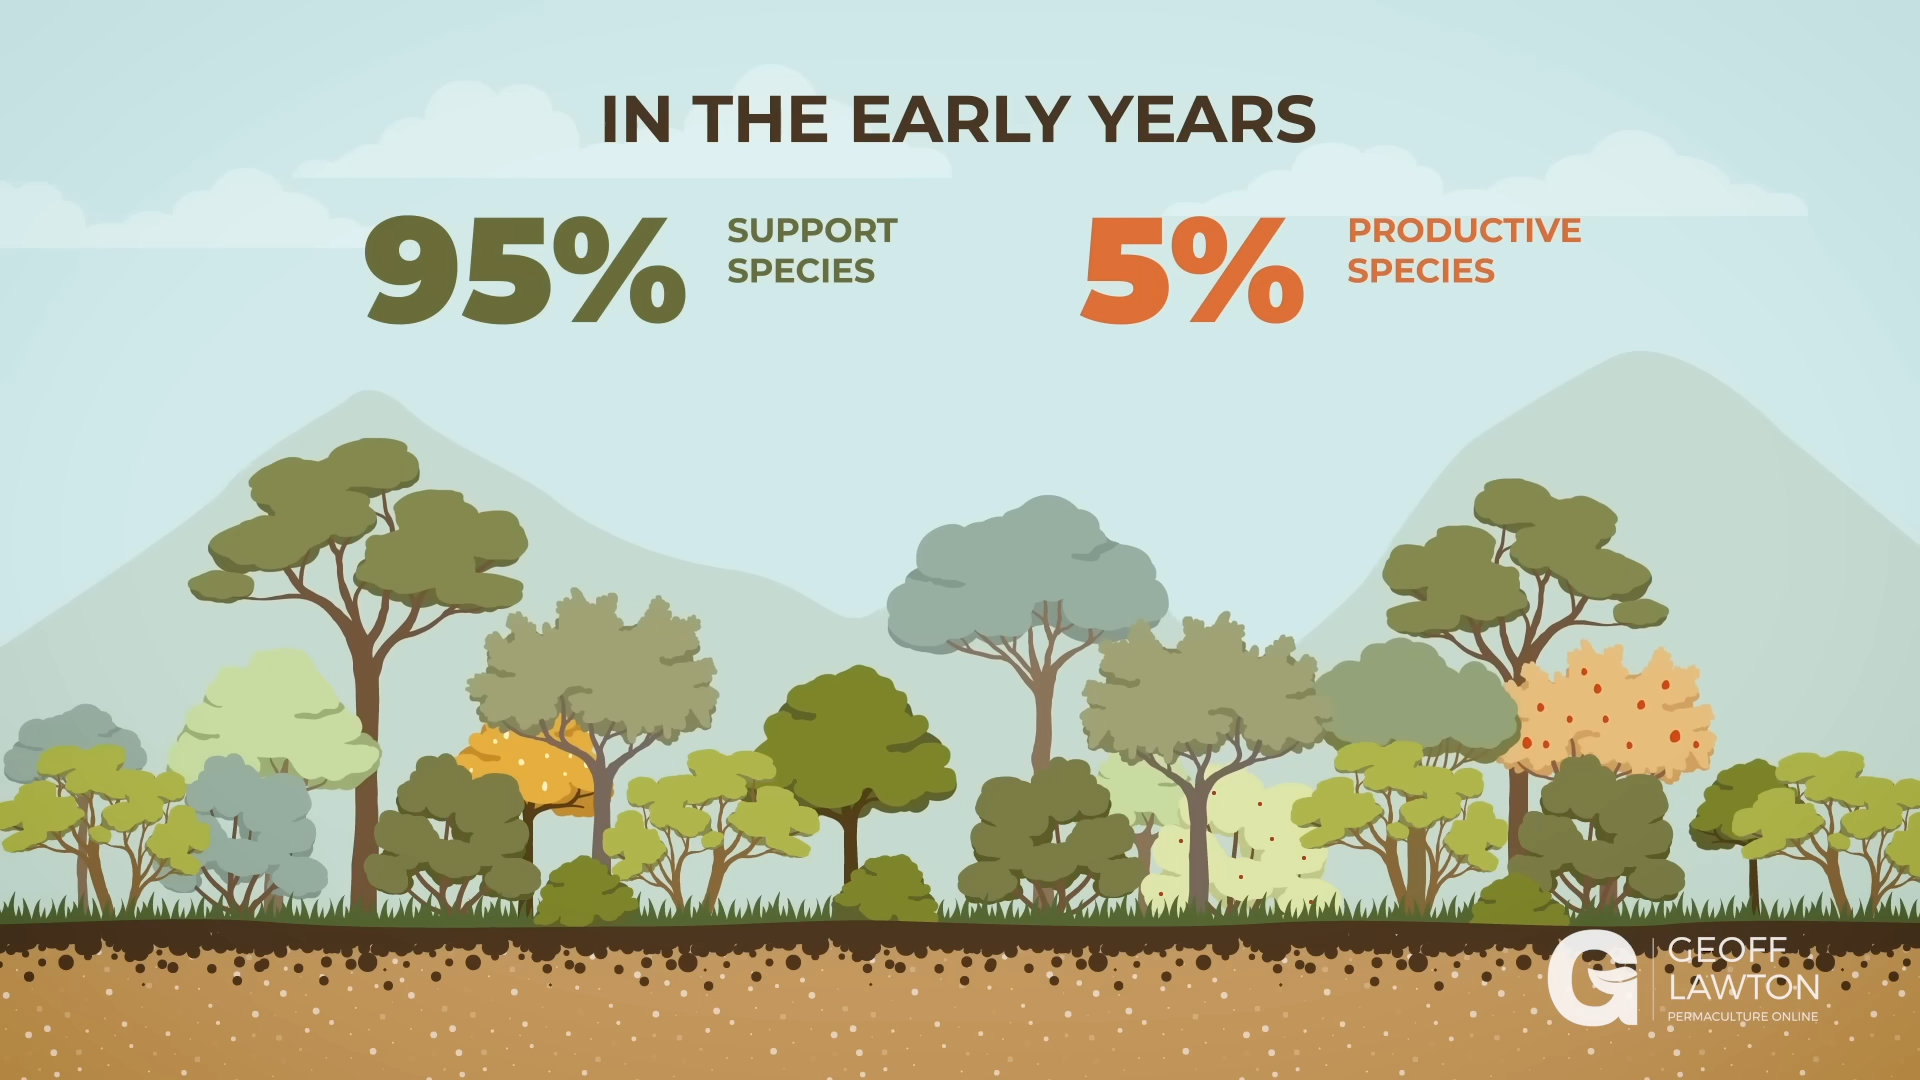 IN THE EARLY YEARS
95%
SUPPORT
SPECIES
5%
PRODUCTIVE
SPECIES
G
GEOFF
LAWTON
PERMACULTURE ONLINE